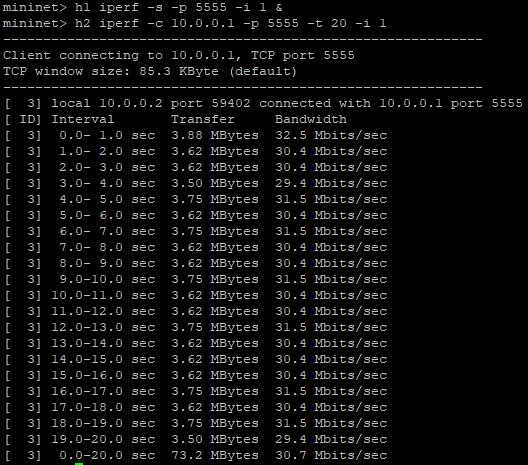 mininet> h1 iperf -s -p 5555 -i 1 &
mininet> h2 iperf -c 10.0.0.1 -p 5555 -t 20 -i 1
------------------------------------------------------------
Client connecting to 10.0.0.1, TCP port 5555
TCP window size: 85.3 KByte (default)
------------------------------------------------------------
[  3] local 10.0.0.2 port 59402 connected with 10.0.0.1 port 5555
[ ID] Interval       Transfer     Bandwidth
[  3]  0.0- 1.0 sec  3.88 MBytes  32.5 Mbits/sec
[  3]  1.0- 2.0 sec  3.62 MBytes  30.4 Mbits/sec
[  3]  2.0- 3.0 sec  3.62 MBytes  30.4 Mbits/sec
[  3]  3.0- 4.0 sec  3.50 MBytes  29.4 Mbits/sec
[  3]  4.0- 5.0 sec  3.75 MBytes  31.5 Mbits/sec
[  3]  5.0- 6.0 sec  3.62 MBytes  30.4 Mbits/sec
[  3]  6.0- 7.0 sec  3.75 MBytes  31.5 Mbits/sec
[  3]  7.0- 8.0 sec  3.62 MBytes  30.4 Mbits/sec
[  3]  8.0- 9.0 sec  3.62 MBytes  30.4 Mbits/sec
[  3]  9.0-10.0 sec  3.75 MBytes  31.5 Mbits/sec
[  3] 10.0-11.0 sec  3.62 MBytes  30.4 Mbits/sec
[  3] 11.0-12.0 sec  3.62 MBytes  30.4 Mbits/sec
[  3] 12.0-13.0 sec  3.75 MBytes  31.5 Mbits/sec
[  3] 13.0-14.0 sec  3.62 MBytes  30.4 Mbits/sec
[  3] 14.0-15.0 sec  3.62 MBytes  30.4 Mbits/sec
[  3] 15.0-16.0 sec  3.62 MBytes  30.4 Mbits/sec
[  3] 16.0-17.0 sec  3.75 MBytes  31.5 Mbits/sec
[  3] 17.0-18.0 sec  3.62 MBytes  30.4 Mbits/sec
[  3] 18.0-19.0 sec  3.75 MBytes  31.5 Mbits/sec
[  3] 19.0-20.0 sec  3.50 MBytes  29.4 Mbits/sec
[  3]  0.0-20.0 sec  73.2 MBytes  30.7 Mbits/sec